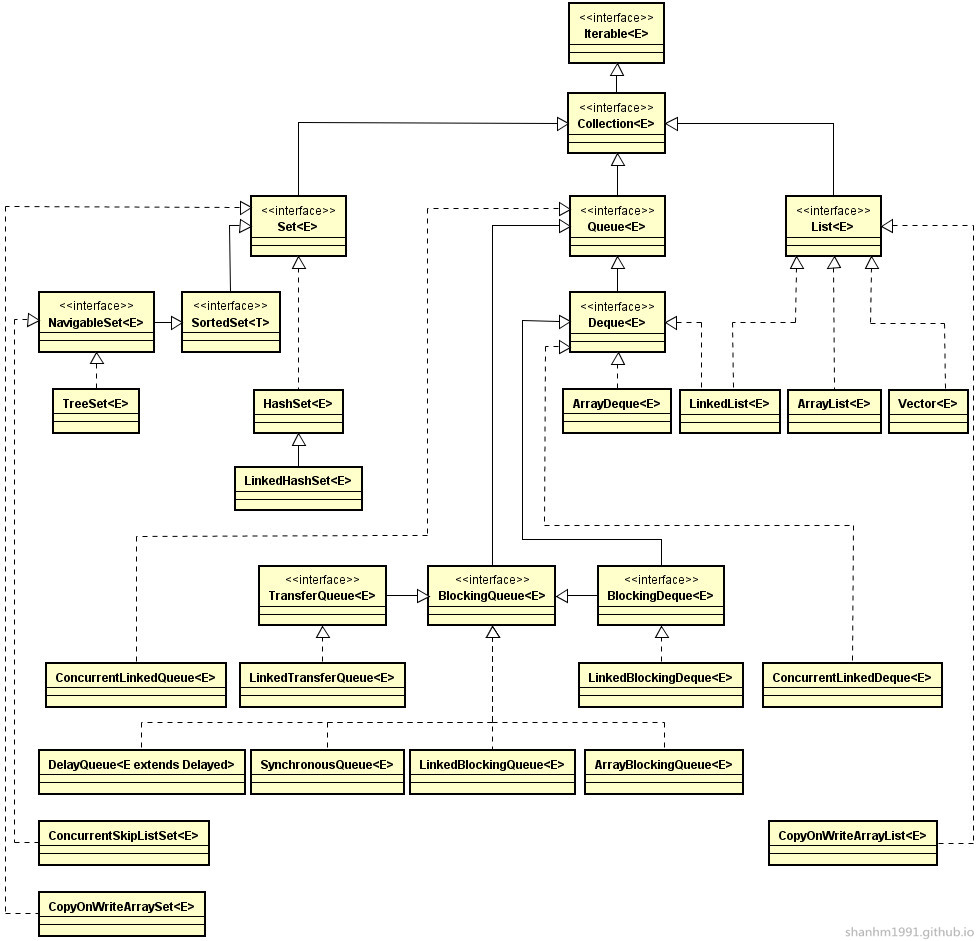 <<interface>>
Iterable<E>
<<interface>>
Collection<E>
<<interface>>
Set<E>
<<interface>>
Queue<E>
<<interface>>
List<E>
<<interface>>
NavigableSet<E>
<<interface>>
SortedSet<T>
<<interface>>
Deque<E>
TreeSet<E>
HashSet<E>
ArrayDeque<E>
LinkedList<E>
ArrayList<E>
Vector<E>
LinkedHashSet<E>
<<interface>>
TransferQueue<E>
<<interface>>
BlockingQueue<E>
<<interface>>
BlockingDeque<E>
ConcurrentLinkedQueue<E>
LinkedTransferQueue<E>
LinkedBlockingDeque<E>
ConcurrentLinkedDeque<E>
DelayQueue<E extends Delayed>
SynchronousQueue<E>
LinkedBlockingQueue<E>
ArrayBlockingQueue<E>
ConcurrentSkipListSet<E>
CopyOnWriteArrayList<E>
CopyOnWriteArraySet<E>
shanhm1991.github.io